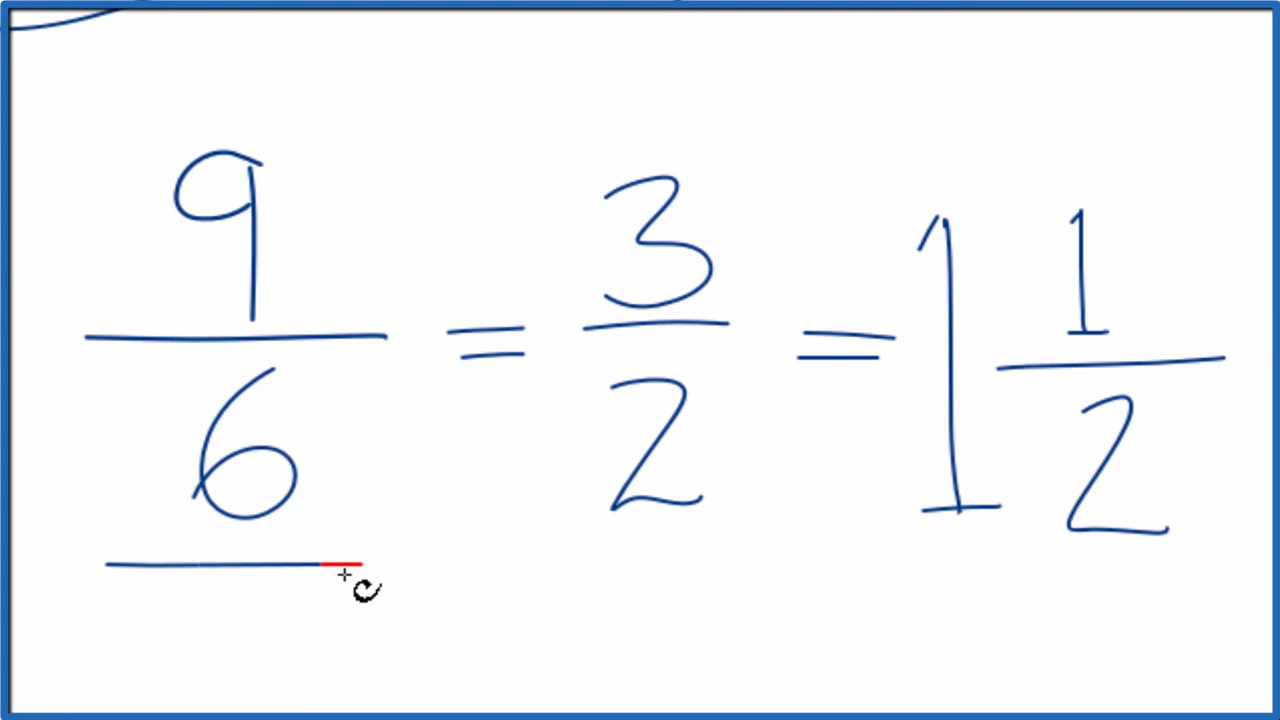 9/6 = 3/2 = 1 1/2